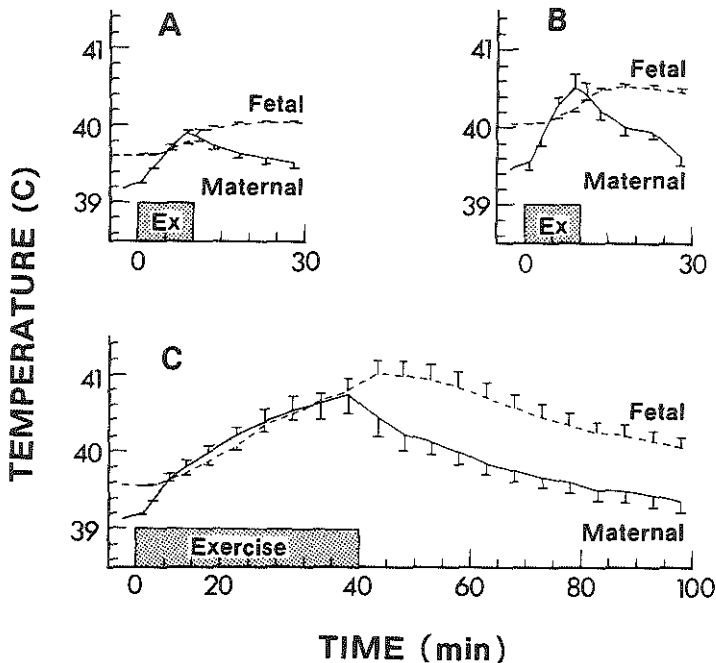 A
41
40
39
Fetal
Maternal
Ex
0
30
B
41
40
39
Fetal
Maternal
Ex
0
30
TEMPERATURE (C)
C
41
40
39
Fetal
Maternal
Exercise
0
20
40
60
80
100
TIME (min)